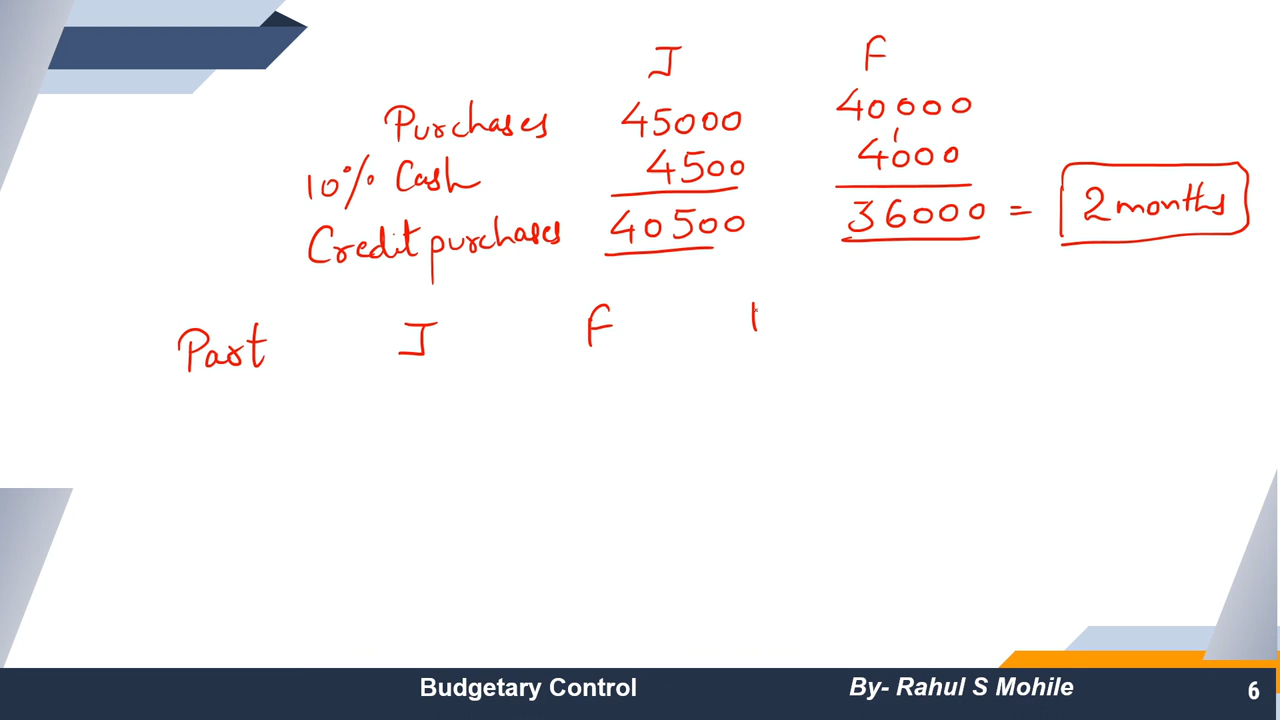 J F
Purchases 45000 40000
10% Cash 4500 4000
Credit purchases 40500 36000 = 2 months
Part J F
Budgetary Control By- Rahul S Mohile 6